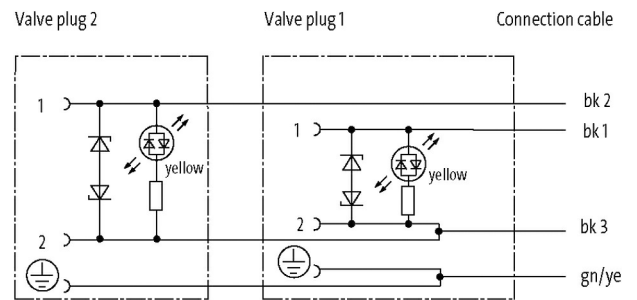 Valve plug 2 Valve plug 1 Connection cable
1 bk 2
1 bk 1
yellow yellow
2 bk 3
2
gn/ye